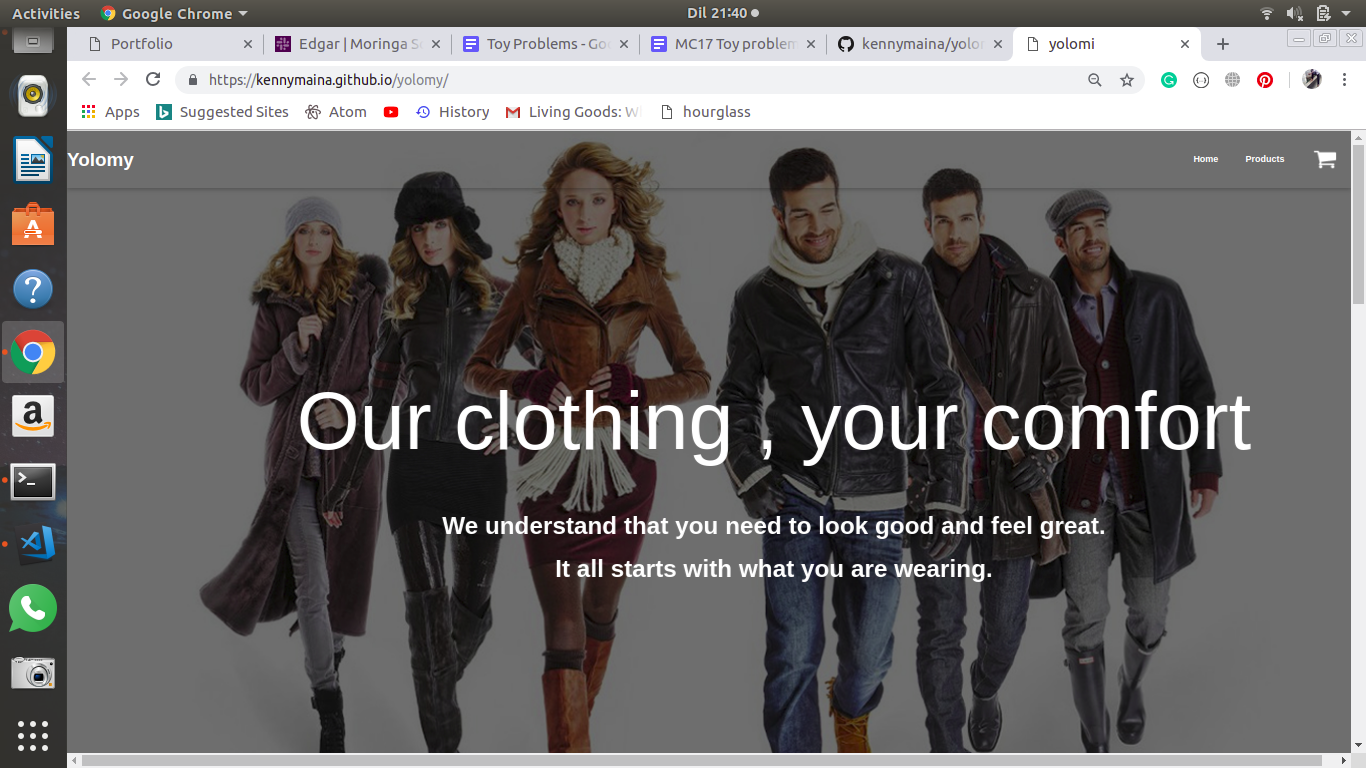 Activities Google Chrome Dil 21:40
Portfolio Edgar | Moringa S Toy Problems - Go MC17 Toy problem kennymaina/yolo yolomi
https://kennymaina.github.io/yolomy/
Apps Suggested Sites Atom History Living Goods: W hourglass
Yolomy Home Products
Our clothing , your comfort
We understand that you need to look good and feel great.
It all starts with what you are wearing.